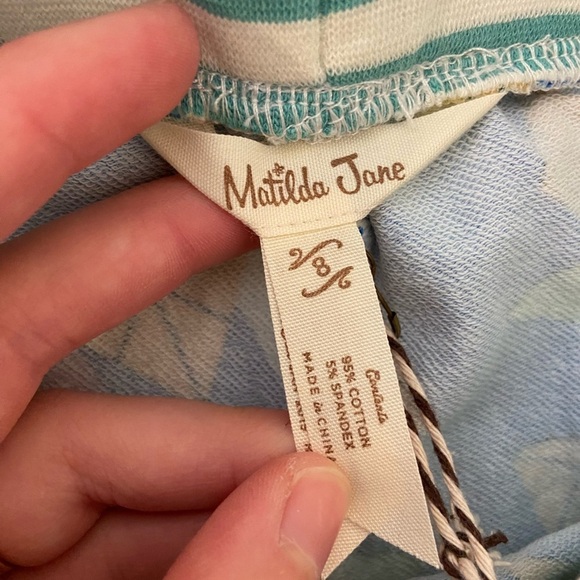 Matilda Jane
8
Contents
95% COTTON
5% SPANDEX
MADE in CHINA